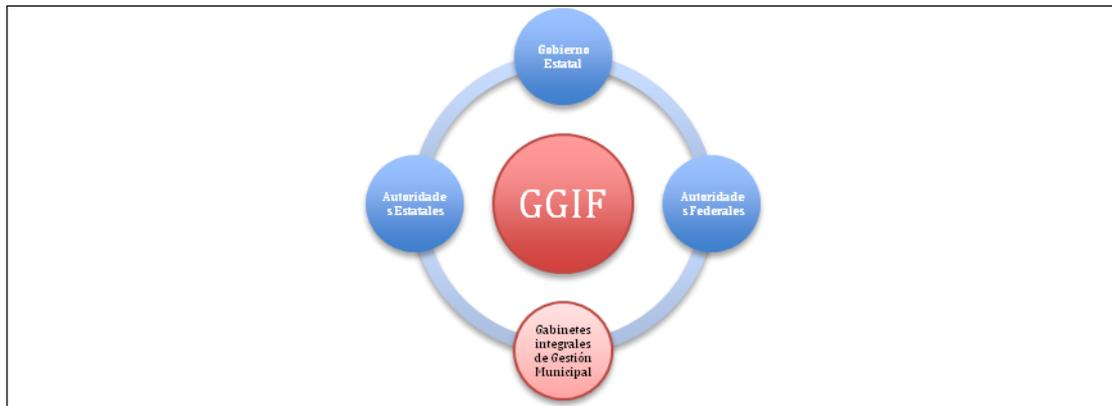 Gobierno
Estatal
Autoridade
s Estatales
GGIF
Autoridade
s Federales
Gabinetes
integrales
de Gestión
Municipal